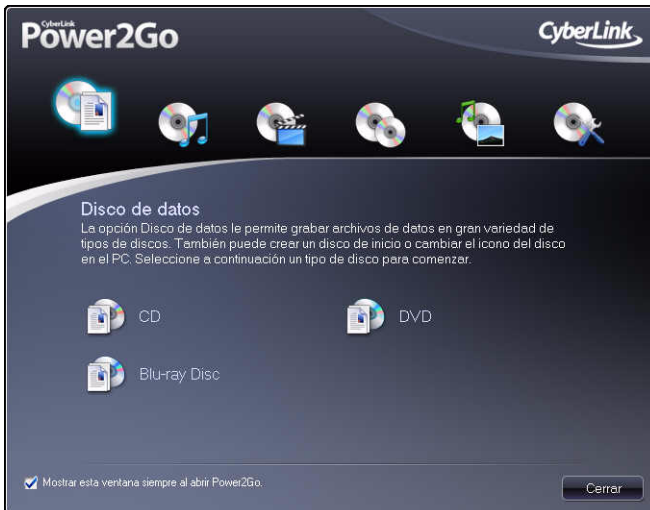 CyberLink
Power2Go
CyberLink
Disco de datos
La opción Disco de datos le permite grabar archivos de datos en gran variedad de
tipos de discos. También puede crear un disco de inicio o cambiar el icono del disco
en el PC. Seleccione a continuación un tipo de disco para comenzar.
CD
DVD
Blu-ray Disc
Mostrar esta ventana siempre al abrir Power2Go.
Cerrar